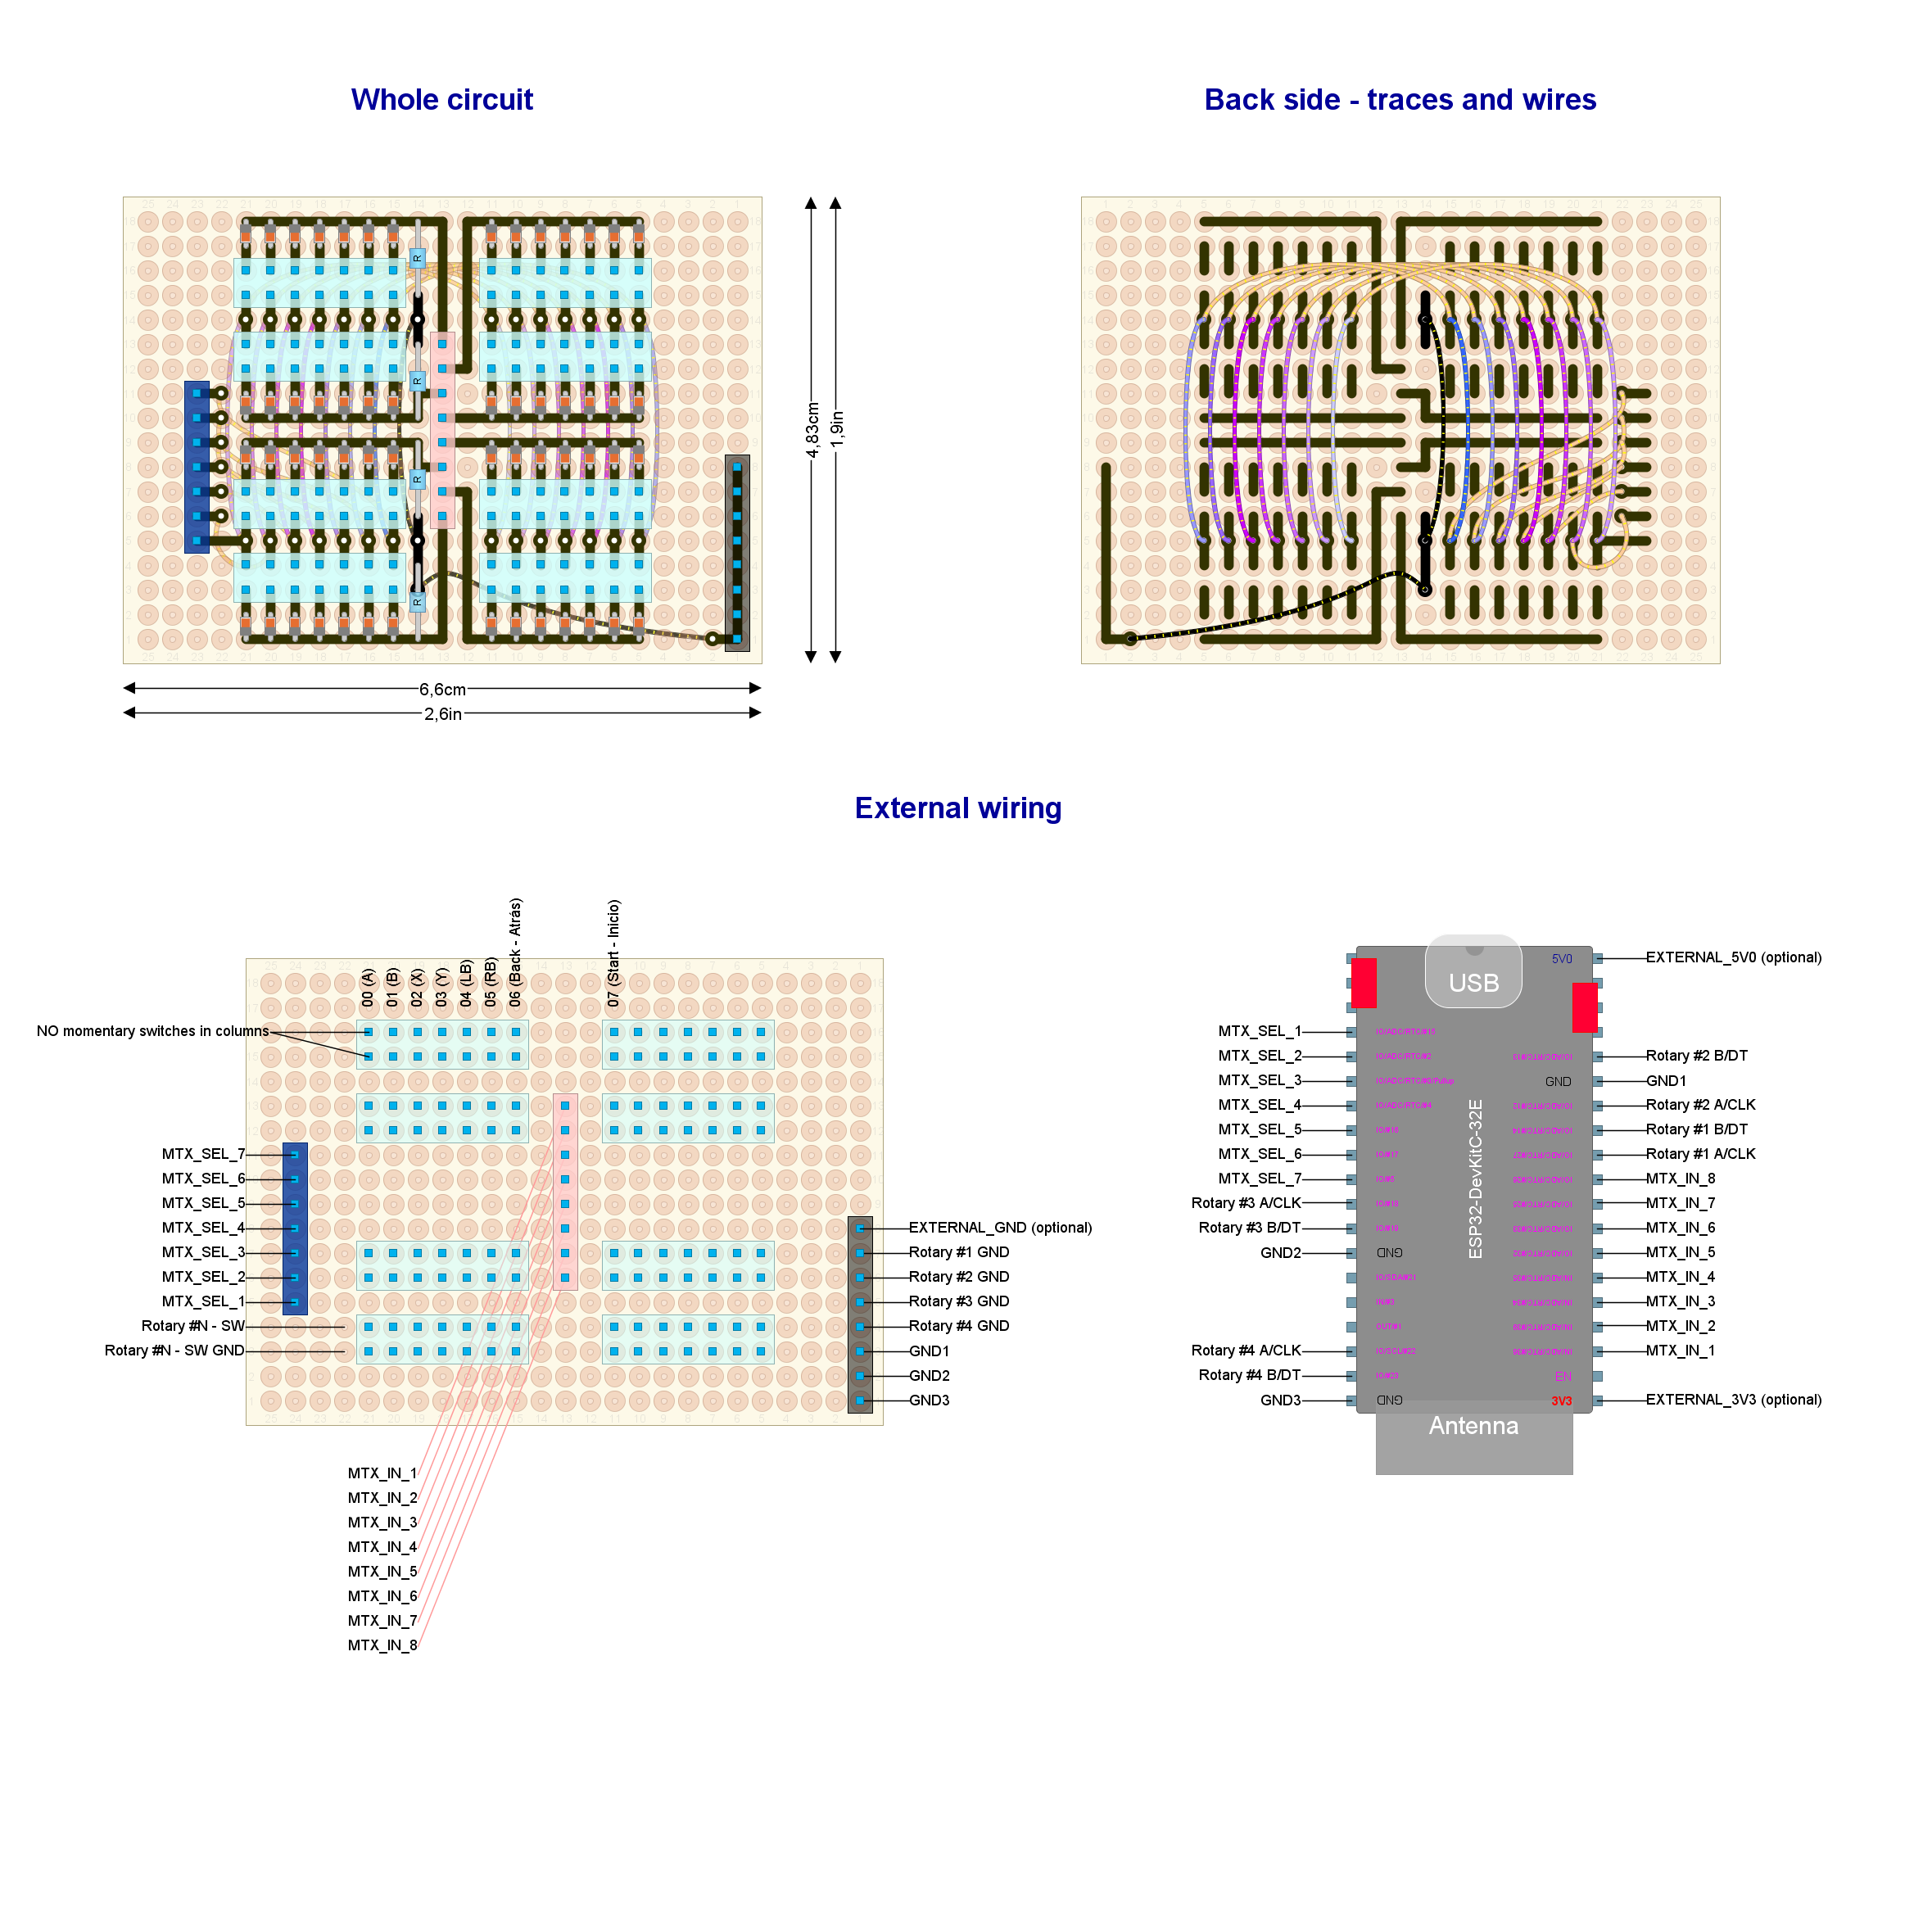 Whole circuit
Back side - traces and wires
R
R
R
R
4,83cm
1,9in
6,6cm
2,6in
External wiring
00 (A)
01 (B)
02 (X)
03 (Y)
04 (LB)
05 (RB)
06 (Back - Atrás)
07 (Start - Inicio)
NO momentary switches in columns
MTX_SEL_7
MTX_SEL_6
MTX_SEL_5
MTX_SEL_4
MTX_SEL_3
MTX_SEL_2
MTX_SEL_1
Rotary #N - SW
Rotary #N - SW GND
EXTERNAL_GND (optional)
Rotary #1 GND
Rotary #2 GND
Rotary #3 GND
Rotary #4 GND
GND1
GND2
GND3
MTX_IN_1
MTX_IN_2
MTX_IN_3
MTX_IN_4
MTX_IN_5
MTX_IN_6
MTX_IN_7
MTX_IN_8
MTX_SEL_1
MTX_SEL_2
MTX_SEL_3
MTX_SEL_4
MTX_SEL_5
MTX_SEL_6
MTX_SEL_7
Rotary #3 A/CLK
Rotary #3 B/DT
GND2
Rotary #4 A/CLK
Rotary #4 B/DT
GND3
USB
5V0
GND
GND
GND
EN
3V3
ESP32-DevKitC-32E
Antenna
EXTERNAL_5V0 (optional)
Rotary #2 B/DT
GND1
Rotary #2 A/CLK
Rotary #1 B/DT
Rotary #1 A/CLK
MTX_IN_8
MTX_IN_7
MTX_IN_6
MTX_IN_5
MTX_IN_4
MTX_IN_3
MTX_IN_2
MTX_IN_1
EXTERNAL_3V3 (optional)